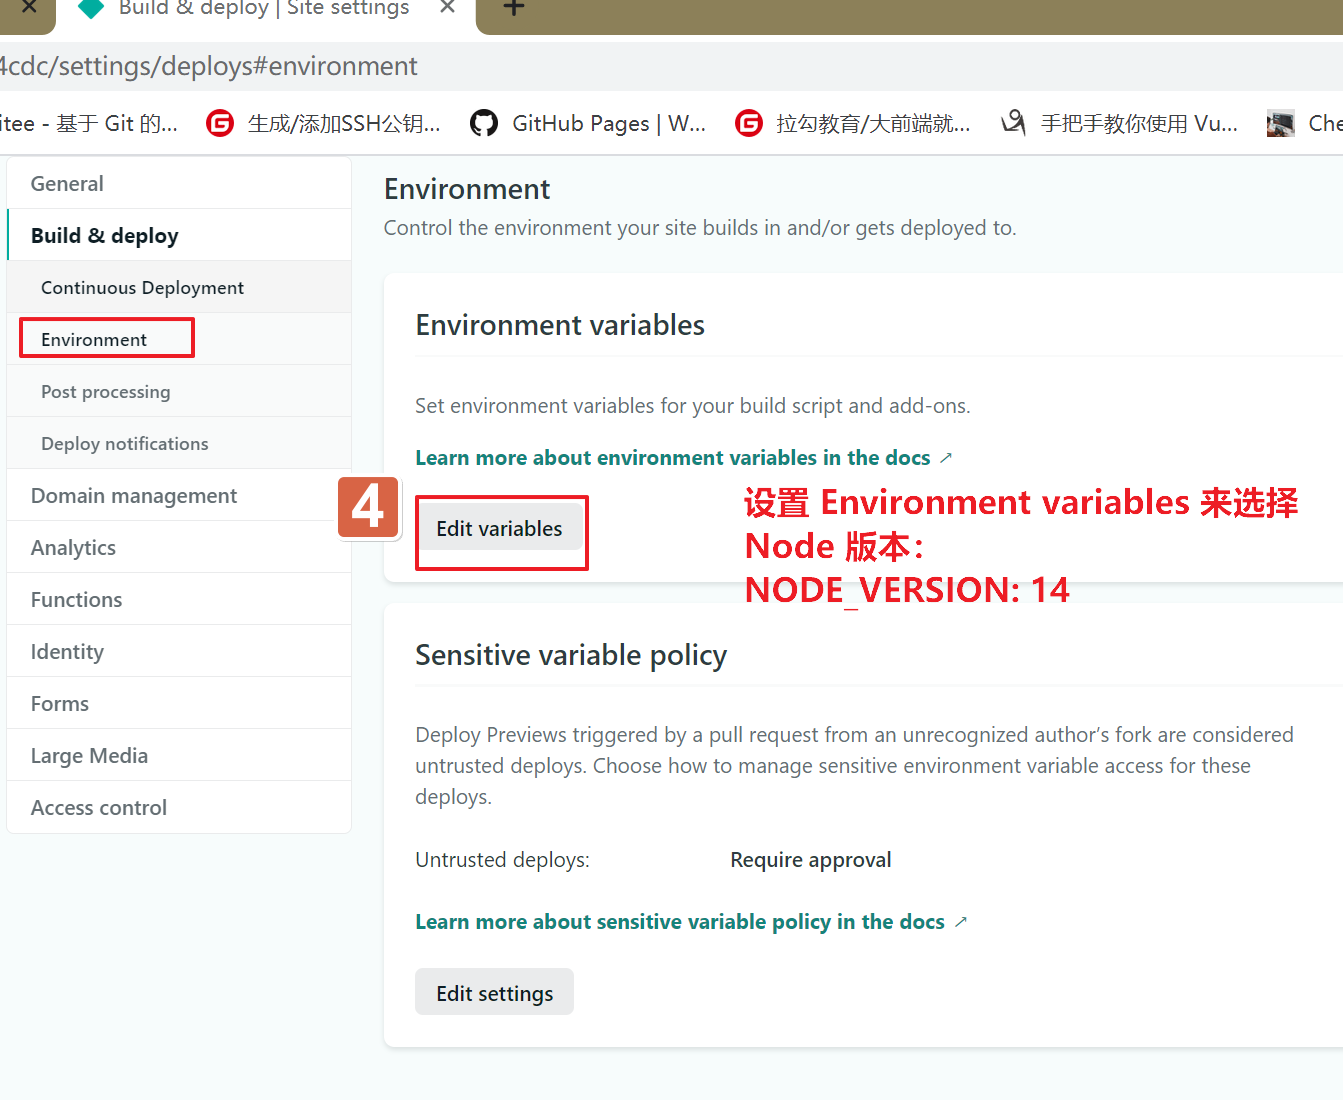 Build & deploy | Site settings
4cdc/settings/deploys#environment
itee - 基于 Git 的...
生成/添加SSH公钥...
GitHub Pages | W...
拉勾教育/大前端就...
手把手教你使用 Vu...
Che
General
Build & deploy
Continuous Deployment
Environment
Post processing
Deploy notifications
Domain management
Analytics
Functions
Identity
Forms
Large Media
Access control
Environment
Control the environment your site builds in and/or gets deployed to.
Environment variables
Set environment variables for your build script and add-ons.
Learn more about environment variables in the docs ↗
4
Edit variables
设置 Environment variables 来选择
Node 版本：
NODE_VERSION: 14
Sensitive variable policy
Deploy Previews triggered by a pull request from an unrecognized author’s fork are considered
untrusted deploys. Choose how to manage sensitive environment variable access for these
deploys.
Untrusted deploys:
Require approval
Learn more about sensitive variable policy in the docs ↗
Edit settings